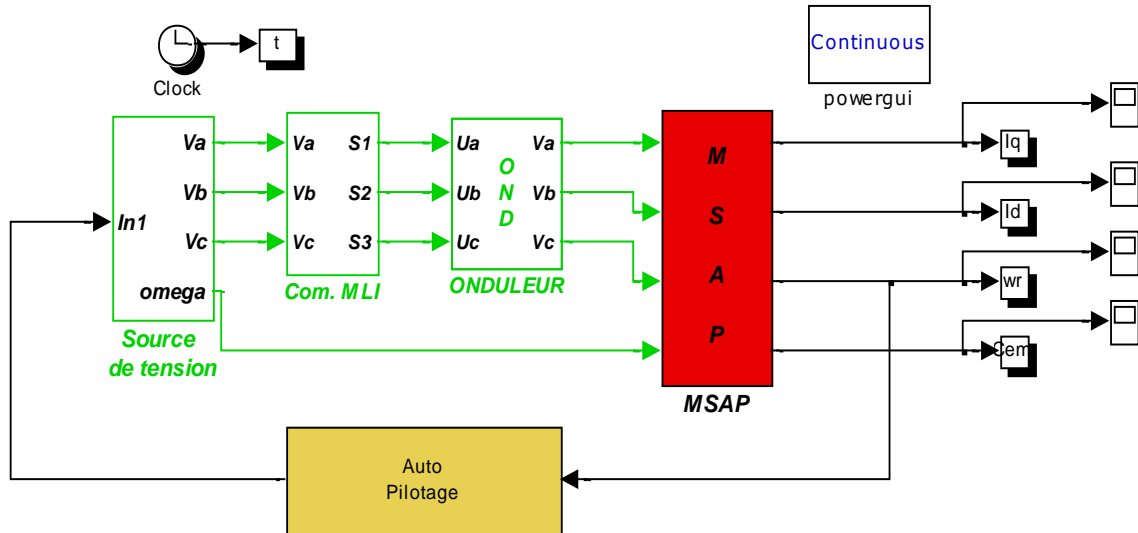 Continuous
powergui
t
Clock
In1
Va
Vb
Vc
omega
Source
de tension
Va
Vb
Vc
S1
S2
S3
Com. MLI
Ua
Ub
Uc
O
N
D
Va
Vb
Vc
ONDULEUR
M
S
A
P
MSAP
Iq
Id
wr
Cem
Auto
Pilotage